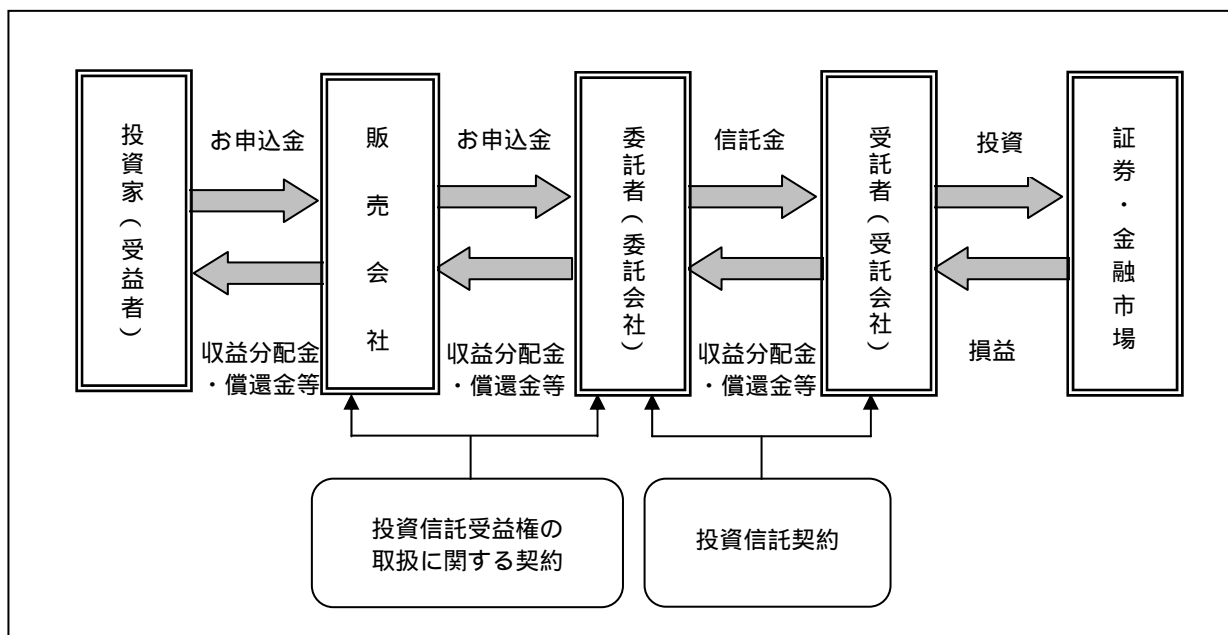 投資家(受益者)
お申込金
収益分配金
・償還金等
販売会社
お申込金
収益分配金
・償還金等
委託者(委託会社)
信託金
収益分配金
・償還金等
受託者(受託会社)
投資
損益
証券・金融市場
投資信託受益権の
取扱に関する契約
投資信託契約